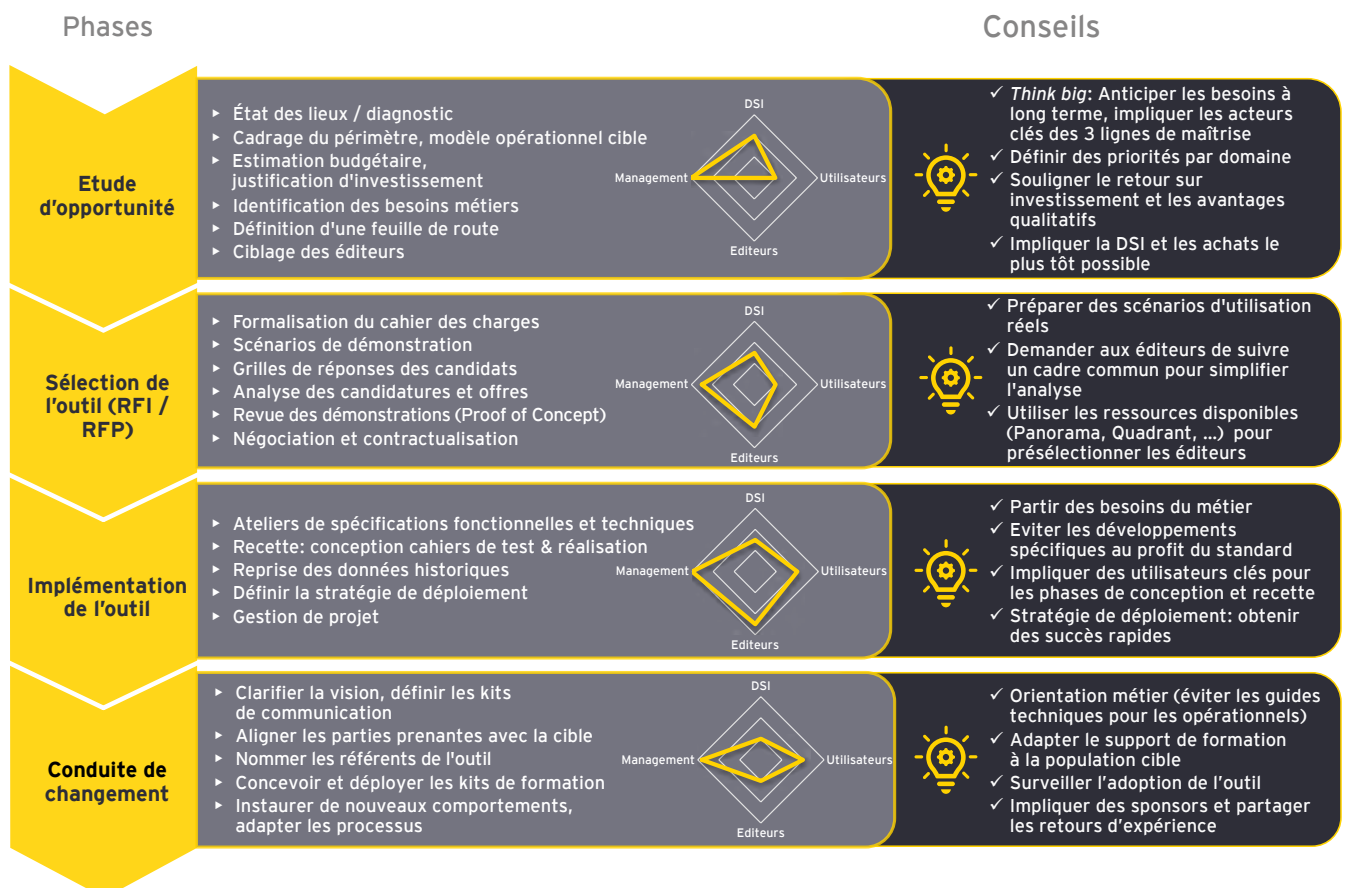 Phases
Conseils
Etude
d'opportunité
État des lieux / diagnostic
Cadrage du périmètre, modèle opérationnel cible
Estimation budgétaire,
justification d'investissement
Identification des besoins métiers
Définition d'une feuille de route
Ciblage des éditeurs
DSI
Management
Utilisateurs
Editeurs
Think big: Anticiper les besoins à
long terme, impliquer les acteurs
clés des 3 lignes de maîtrise
Définir des priorités par domaine
Souligner le retour sur
investissement et les avantages
qualitatifs
Impliquer la DSI et les achats le
plus tôt possible
Sélection de
l'outil (RFI /
RFP)
Formalisation du cahier des charges
Scénarios de démonstration
Grilles de réponses des candidats
Analyse des candidatures et offres
Revue des démonstrations (Proof of Concept)
Négociation et contractualisation
DSI
Management
Utilisateurs
Editeurs
Préparer des scénarios d'utilisation
réels
Demander aux éditeurs de suivre
un cadre commun pour simplifier
l'analyse
Utiliser les ressources disponibles
(Panorama, Quadrant, ...) pour
présélectionner les éditeurs
Implémentation
de l'outil
Ateliers de spécifications fonctionnelles et techniques
Recette: conception cahiers de test & réalisation
Reprise des données historiques
Définir la stratégie de déploiement
Gestion de projet
DSI
Management
Utilisateurs
Editeurs
Partir des besoins du métier
Eviter les développements
spécifiques au profit du standard
Impliquer des utilisateurs clés pour
les phases de conception et recette
Stratégie de déploiement: obtenir
des succès rapides
Conduite de
changement
Clarifier la vision, définir les kits
de communication
Aligner les parties prenantes avec la cible
Nommer les référents de l'outil
Concevoir et déployer les kits de formation
Instaurer de nouveaux comportements,
adapter les processus
DSI
Management
Utilisateurs
Editeurs
Orientation métier (éviter les guides
techniques pour les opérationnels)
Adapter le support de formation
à la population cible
Surveiller l'adoption de l'outil
Impliquer des sponsors et partager
les retours d'expérience